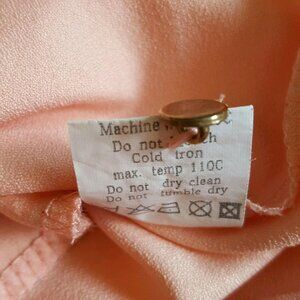 Machine
Do not
Cold iron
max. temp 110C
Do not dry clean
Do not tumble dry